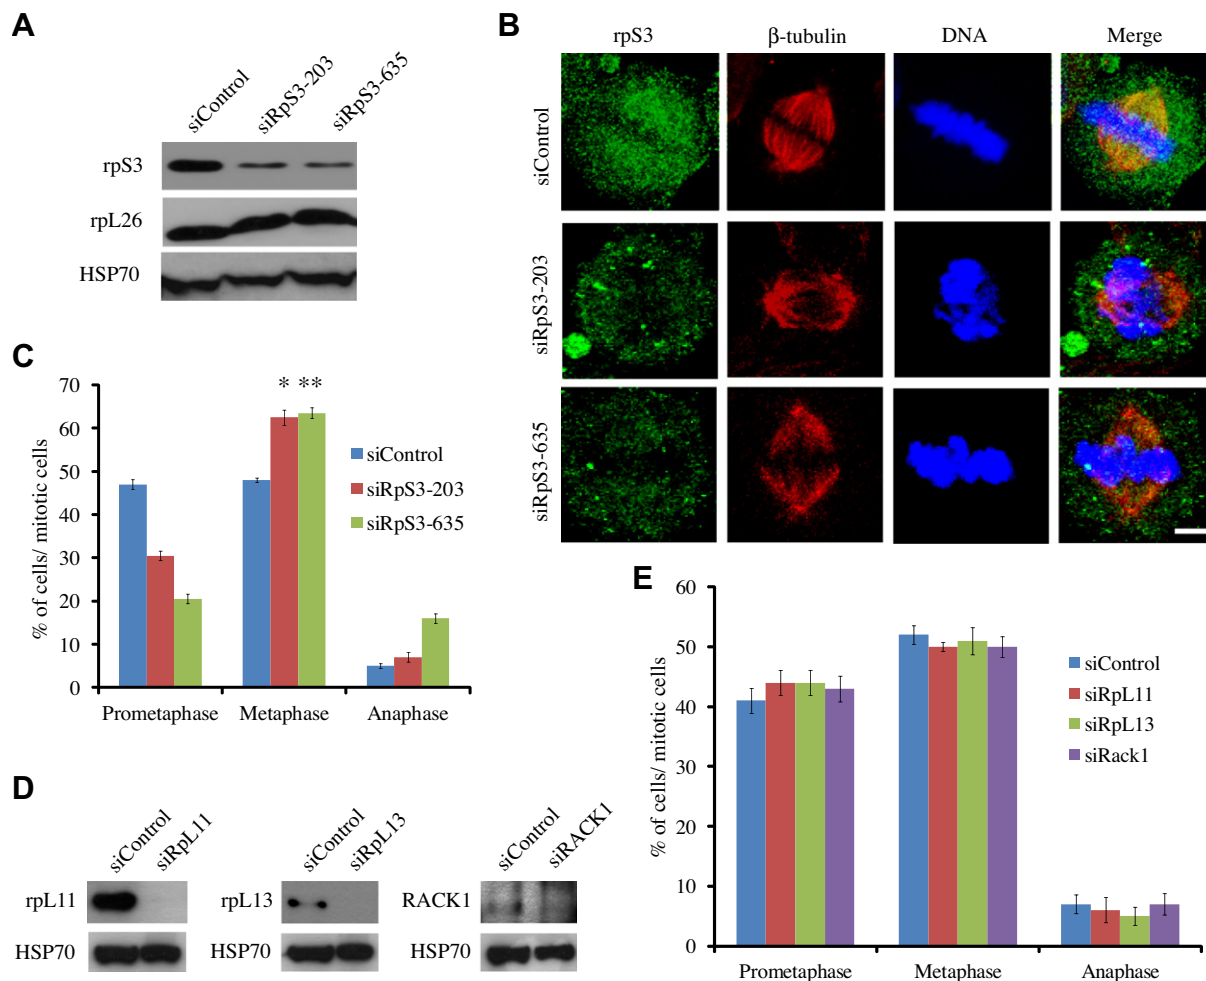 A
siControl
siRpS3-203
siRpS3-635
rpS3
rpL26
HSP70
B
rpS3
β-tubulin
DNA
Merge
siControl
siRpS3-203
siRpS3-635
C
70
60
50
40
30
20
10
0
% of cells/ mitotic cells
* **
siControl
siRpS3-203
siRpS3-635
Prometaphase
Metaphase
Anaphase
D
siControl
siRpL11
rpL11
HSP70
siControl
siRpL13
rpL13
HSP70
siControl
siRACK1
RACK1
HSP70
E
60
50
40
30
20
10
0
% of cells/ mitotic cells
siControl
siRpL11
siRpL13
siRack1
Prometaphase
Metaphase
Anaphase